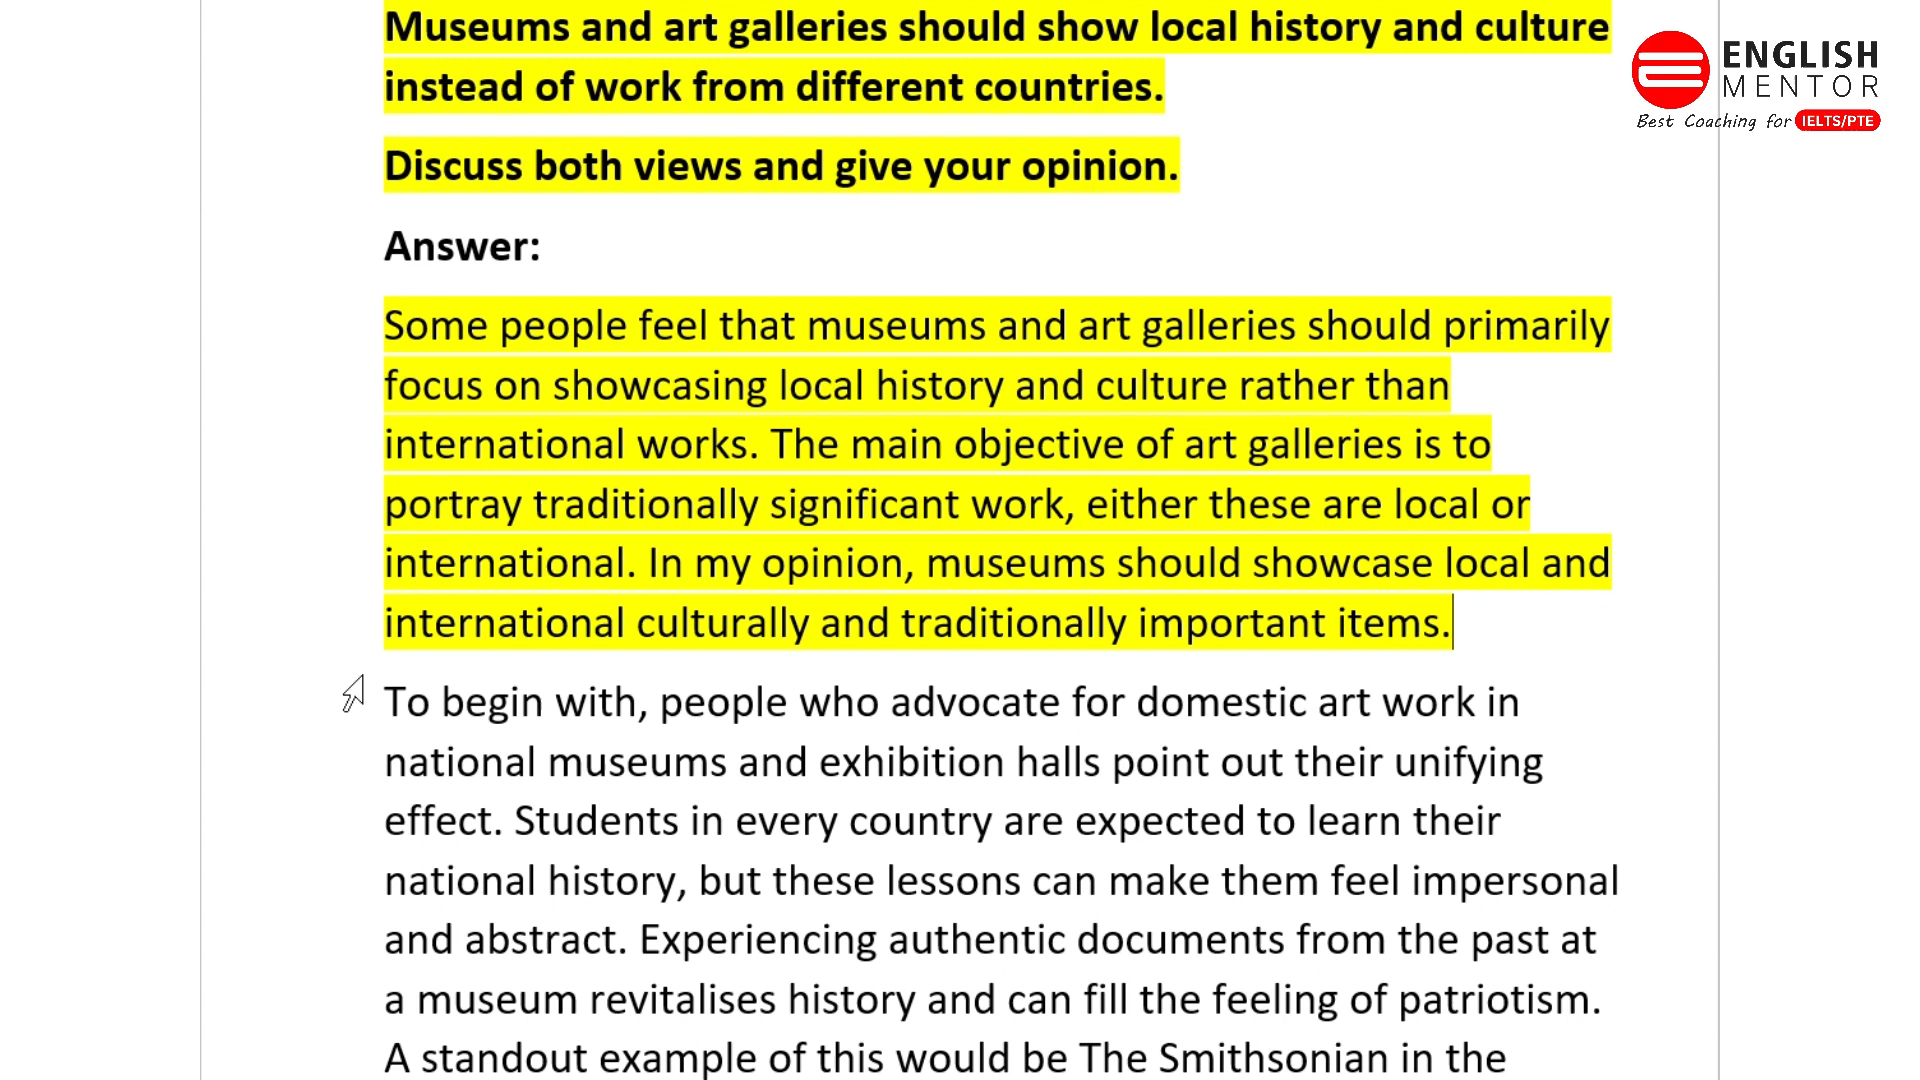 Museums and art galleries should show local history and culture
instead of work from different countries.
Discuss both views and give your opinion.
Answer:
Some people feel that museums and art galleries should primarily
focus on showcasing local history and culture rather than
international works. The main objective of art galleries is to
portray traditionally significant work, either these are local or
international. In my opinion, museums should showcase local and
international culturally and traditionally important items.
To begin with, people who advocate for domestic art work in
national museums and exhibition halls point out their unifying
effect. Students in every country are expected to learn their
national history, but these lessons can make them feel impersonal
and abstract. Experiencing authentic documents from the past at
a museum revitalises history and can fill the feeling of patriotism.
A standout example of this would be The Smithsonian in the
ENGLISH
MENTOR
Best Coaching for IELTS/PTE